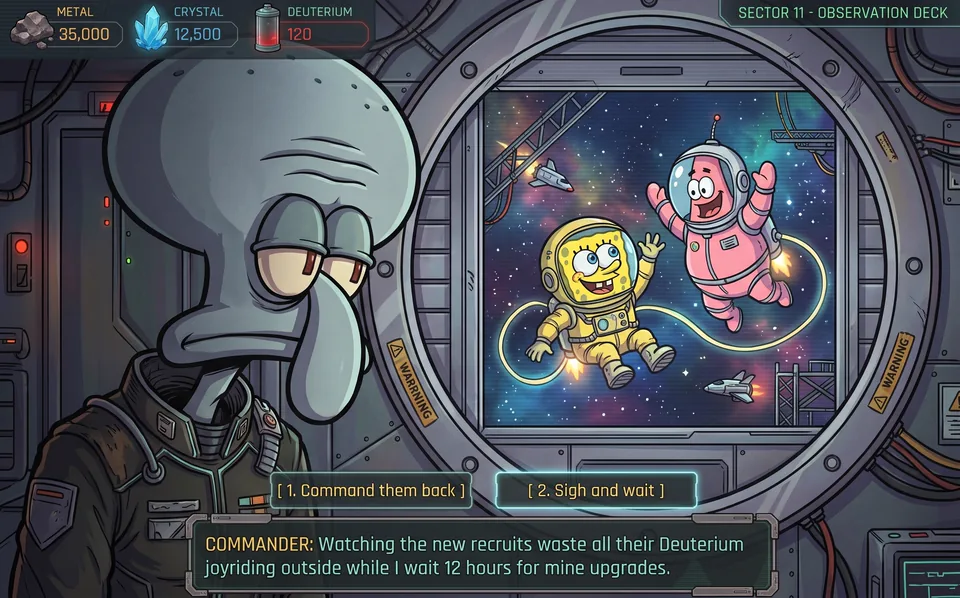 METAL
35,000
CRYSTAL
12,500
DEUTERIUM
120
SECTOR 11 - OBSERVATION DECK
WARRNING
WARNING
[ 1. Command them back ]
[ 2. Sigh and wait ]
COMMANDER: Watching the new recruits waste all their Deuterium
joyriding outside while I wait 12 hours for mine upgrades.